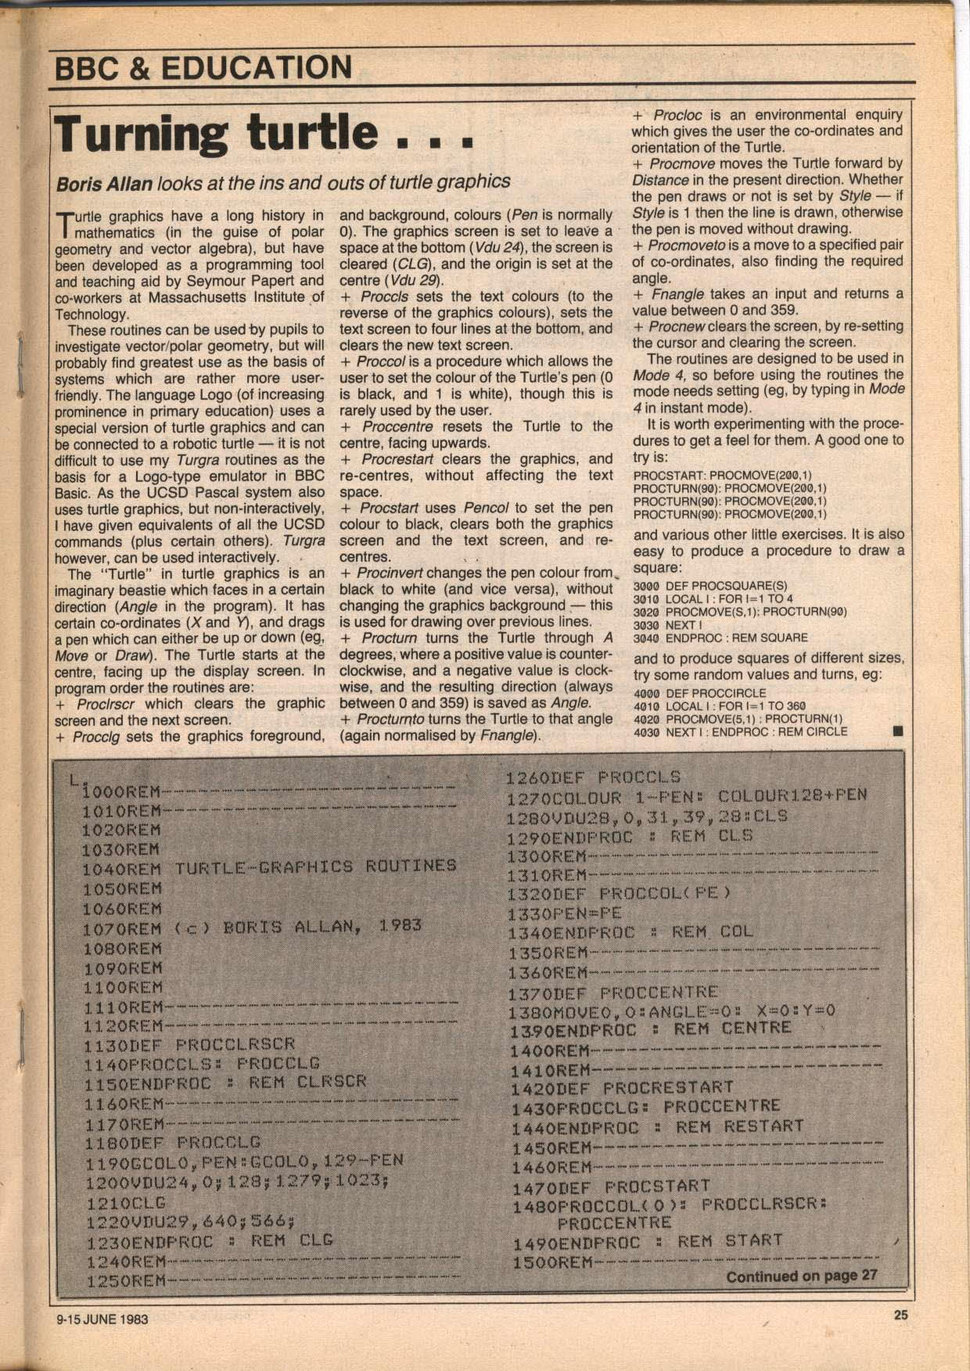 BBC & EDUCATION
Turning turtle . . .
Boris Allan looks at the ins and outs of turtle graphics
Turtle graphics have a long history in
mathematics (in the guise of polar
geometry and vector algebra), but have
been developed as a programming tool
and teaching aid by Seymour Papert and
co-workers at Massachusetts Institute of
Technology.
These routines can be used by pupils to
investigate vector/polar geometry, but will
probably find greatest use as the basis of
systems which are rather more user-
friendly. The language Logo (of increasing
prominence in primary education) uses a
special version of turtle graphics and can
be connected to a robotic turtle — it is not
difficult to use my Turgra routines as the
basis for a Logo-type emulator in BBC
Basic. As the UCSD Pascal system also
uses turtle graphics, but non-interactively,
I have given equivalents of all the UCSD
commands (plus certain others). Turgra
however, can be used interactively.
The "Turtle" in turtle graphics is an
imaginary beastie which faces in a certain
direction (Angle in the program). It has
certain co-ordinates (X and Y), and drags
a pen which can either be up or down (eg,
Move or Draw). The Turtle starts at the
centre, facing up the display screen. In
program order the routines are:
+ Proclrscr which clears the graphic
screen and the next screen.
+ Procclg sets the graphics foreground,
and background, colours (Pen is normally
0). The graphics screen is set to leave a
space at the bottom (Vdu 24), the screen is
cleared (CLG), and the origin is set at the
centre (Vdu 29).
+ Proccls sets the text colours (to the
reverse of the graphics colours), sets the
text screen to four lines at the bottom, and
clears the new text screen.
+ Proccol is a procedure which allows the
user to set the colour of the Turtle's pen (0
is black, and 1 is white), though this is
rarely used by the user.
+ Proccentre resets the Turtle to the
centre, facing upwards.
+ Procrestart clears the graphics, and
re-centres, without affecting the text
space.
+ Procstart uses Pencol to set the pen
colour to black, clears both the graphics
screen and the text screen, and re-
centres.
+ Procinvert changes the pen colour from
black to white (and vice versa), without
changing the graphics background — this
is used for drawing over previous lines.
+ Procturn turns the Turtle through A
degrees, where a positive value is counter-
clockwise, and a negative value is clock-
wise, and the resulting direction (always
between 0 and 359) is saved as Angle.
+ Procturnto turns the Turtle to that angle
(again normalised by Fnangle).
+ Procloc is an environmental enquiry
which gives the user the co-ordinates and
orientation of the Turtle.
+ Procmove moves the Turtle forward by
Distance in the present direction. Whether
the pen draws or not is set by Style — if
Style is 1 then the line is drawn, otherwise
the pen is moved without drawing.
+ Procmoveto is a move to a specified pair
of co-ordinates, also finding the required
angle.
+ Fnangle takes an input and returns a
value between 0 and 359.
+ Procnew clears the screen, by re-setting
the cursor and clearing the screen.
The routines are designed to be used in
Mode 4, so before using the routines the
mode needs setting (eg, by typing in Mode
4 in instant mode).
It is worth experimenting with the proce-
dures to get a feel for them. A good one to
try is:
PROCSTART: PROCMOVE(200,1)
PROCTURN(90): PROCMOVE(200,1)
PROCTURN(90): PROCMOVE(200,1)
PROCTURN(90): PROCMOVE(200,1)
and various other little exercises. It is also
easy to produce a procedure to draw a
square:
3000 DEF PROCSQUARE(S)
3010 LOCAL I : FOR I=1 TO 4
3020 PROCMOVE(S,1): PROCTURN(90)
3030 NEXT I
3040 ENDPROC : REM SQUARE
and to produce squares of different sizes,
try some random values and turns, eg:
4000 DEF PROCCIRCLE
4010 LOCAL I : FOR I=1 TO 360
4020 PROCMOVE(5,1) : PROCTURN(1)
4030 NEXT I : ENDPROC : REM CIRCLE ■
L.
1000REM--------------------------------
1010REM--------------------------------
1020REM
1030REM
1040REM TURTLE-GRAPHICS ROUTINES
1050REM
1060REM
1070REM (c) BORIS ALLAN, 1983
1080REM
1090REM
1100REM
1110REM--------------------------------
1120REM--------------------------------
1130DEF PROCCLRSCR
1140PROCCLS: PROCCLG
1150ENDPROC : REM CLRSCR
1160REM--------------------------------
1170REM--------------------------------
1180DEF PROCCLG
1190GCOL0,PEN:GCOL0,129-PEN
1200VDU24,0;128;1279;1023;
1210CLG
1220VDU29,640;566;
1230ENDPROC : REM CLG
1240REM--------------------------------
1250REM--------------------------------
1260DEF PROCCLS
1270COLOUR 1-PEN: COLOUR128+PEN
1280VDU28,0,31,39,28:CLS
1290ENDPROC : REM CLS
1300REM--------------------------------
1310REM--------------------------------
1320DEF PROCCOL(PE)
1330PEN=PE
1340ENDPROC : REM COL
1350REM--------------------------------
1360REM--------------------------------
1370DEF PROCCENTRE
1380MOVE0,0:ANGLE=0: X=0:Y=0
1390ENDPROC : REM CENTRE
1400REM--------------------------------
1410REM--------------------------------
1420DEF PROCRESTART
1430PROCCLG: PROCCENTRE
1440ENDPROC : REM RESTART
1450REM--------------------------------
1460REM--------------------------------
1470DEF PROCSTART
1480PROCCOL(0): PROCCLRSCR:
PROCCENTRE
1490ENDPROC : REM START
1500REM--------------------------------
Continued on page 27
9-15 JUNE 1983
25